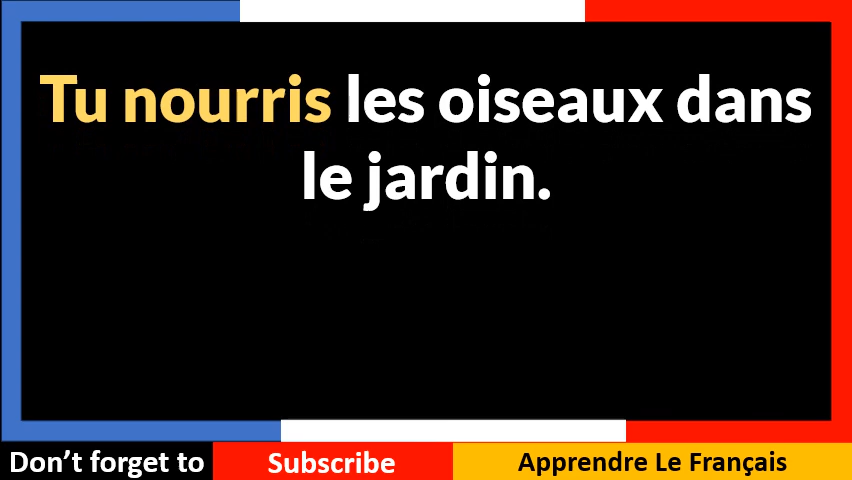 Tu nourris les oiseaux dans
le jardin.
Don’t forget to
Subscribe
Apprendre Le Français